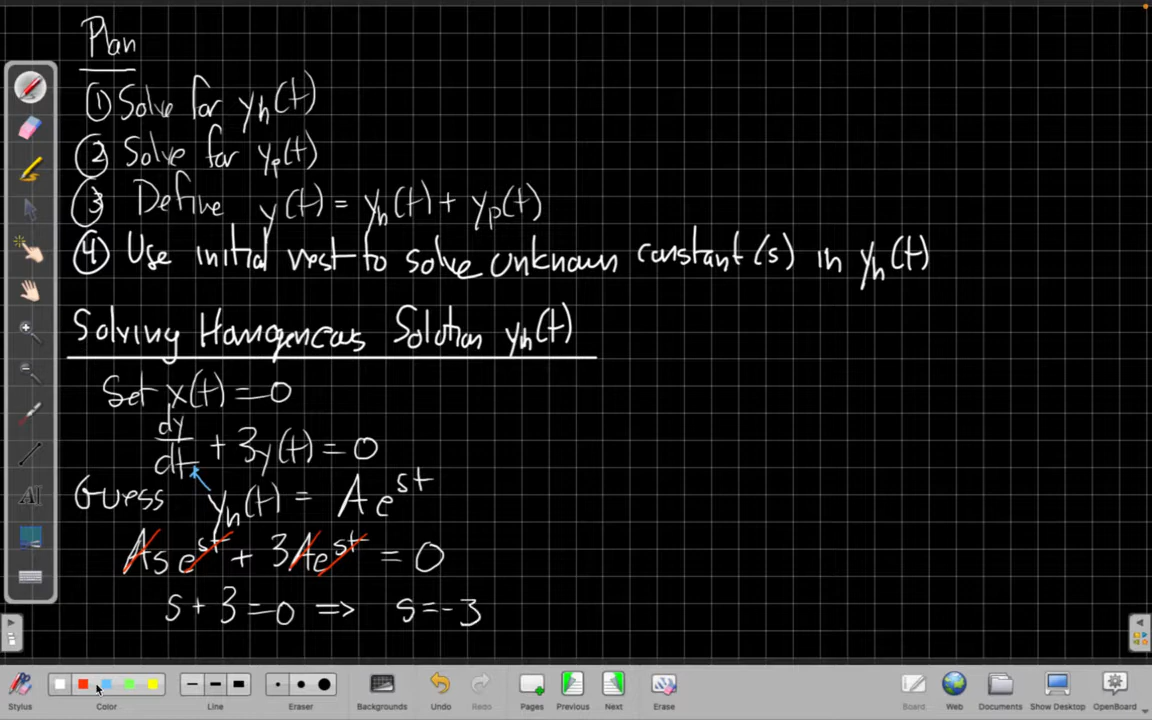 Plan
① Solve for yₕ(t)
② Solve for yₚ(t)
③ Define y(t) = yₕ(t) + yₚ(t)
④ Use initial rest to solve unknown constant(s) in yₕ(t)
Solving Homogeneous Solution yₕ(t)
Set x(t) = 0
dy/dt + 3y(t) = 0
Guess yₕ(t) = Ae^st
Ase^st + 3Ae^st = 0
s + 3 = 0 => s = -3
Stylus Color Line Eraser Backgrounds Undo Redo Pages Previous Next Erase Board Web Documents Show Desktop OpenBoard